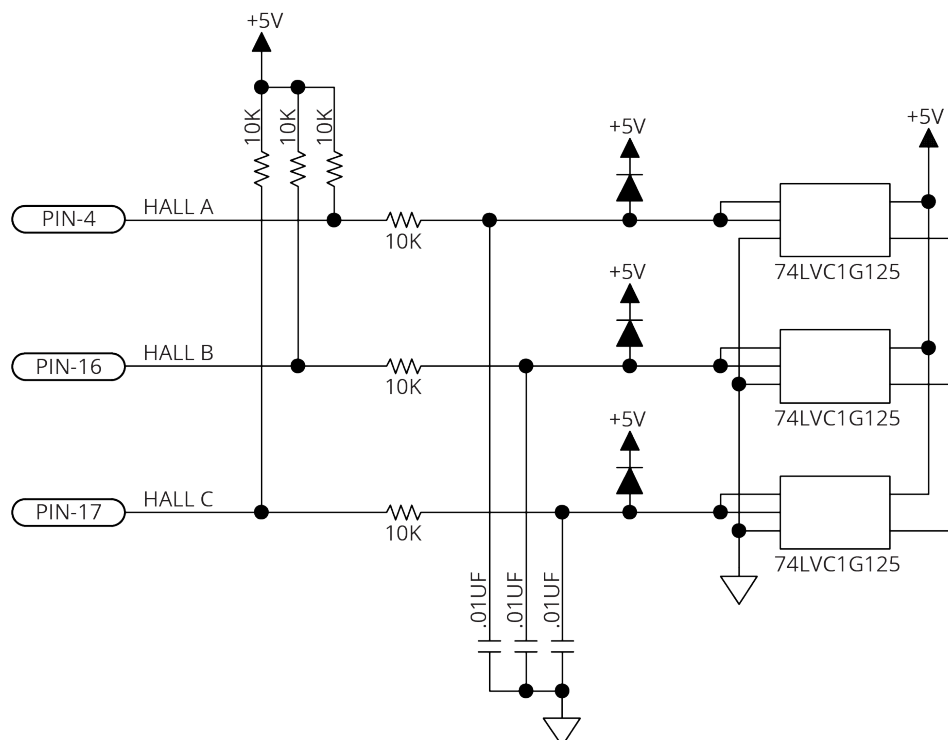 +5V
10K
10K
10K
+5V
+5V
PIN-4
HALL A
10K
74LVC1G125
+5V
PIN-16
HALL B
10K
74LVC1G125
+5V
PIN-17
HALL C
10K
74LVC1G125
.01UF
.01UF
.01UF